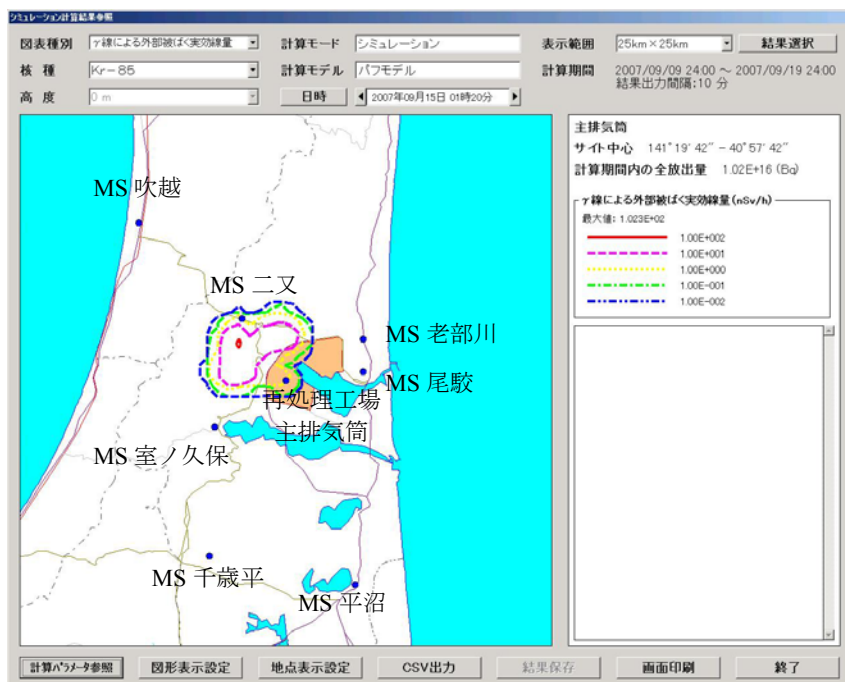 シミュレーション計算結果参照
図表種別 γ線による外部被ばく実効線量 計算モード シミュレーション 表示範囲 25km×25km 結果選択
核 種 Kr-85 計算モデル パフモデル 計算期間 2007/09/09 24:00 ～ 2007/09/19 24:00
結果出力間隔:10 分
高 度 0 m 日時 2007年09月15日 01時20分
主排気筒
サイト中心 141°19′42″ - 40°57′42″
計算期間内の全放出量 1.02E+16 (Bq)
γ線による外部被ばく実効線量(nSv/h)
最大値: 1.023E+02
1.00E+002
1.00E+001
1.00E+000
1.00E-001
1.00E-002
MS 吹越
MS 二又
MS 老部川
MS 尾駮
再処理工場
主排気筒
MS 室ノ久保
MS 千歳平
MS 平沼
計算パラメータ参照 図形表示設定 地点表示設定 CSV出力 結果保存 画面印刷 終了